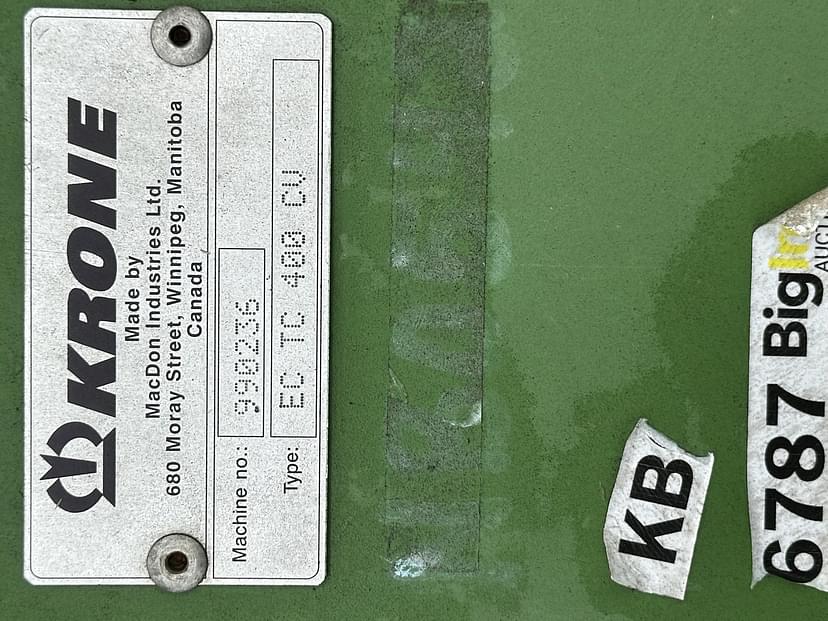 KRONE
Made by
MacDon Industries Ltd.
680 Moray Street, Winnipeg, Manitoba
Canada
Machine no.: 990236
Type: EC TC 400 CV
KB
6787 Big
AUCT